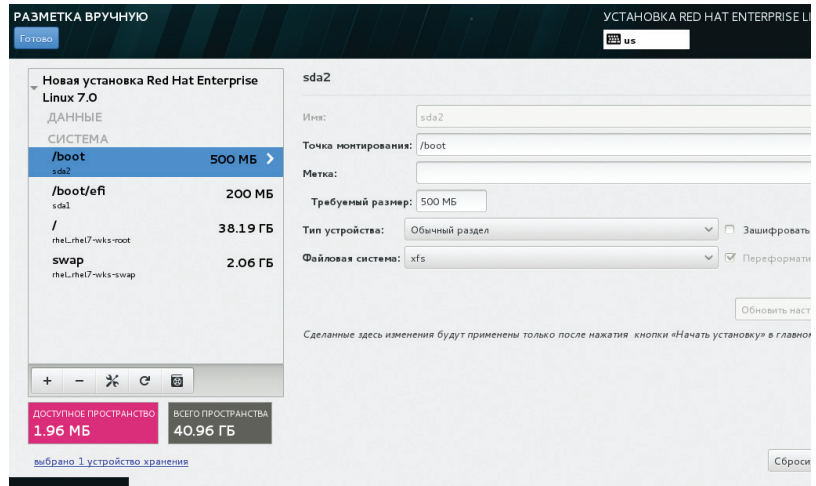 РАЗМЕТКА ВРУЧНУЮ
УСТАНОВКА RED HAT ENTERPRISE
Готово
us
Новая установка Red Hat Enterprise
Linux 7.0
ДАННЫЕ
СИСТЕМА
/boot
500 МБ
sda2
/boot/efi
200 МБ
sda1
/
38.19 ГБ
rhel_rhel7-wks-root
swap
2.06 ГБ
rhel_rhel7-wks-swap
+ −
ДОСТУПНОЕ ПРОСТРАНСТВО
1.96 МБ
ВСЕГО ПРОСТРАНСТВА
40.96 ГБ
выбрано 1 устройство хранения
sda2
Имя: sda2
Точка монтирования: /boot
Метка:
Требуемый размер: 500 МБ
Тип устройства: Обычный раздел
Зашифровать
Файловая система: xfs
Переформати
Обновить наст
Сделанные здесь изменения будут применены только после нажатия кнопки «Начать установку» в главном
Сброси